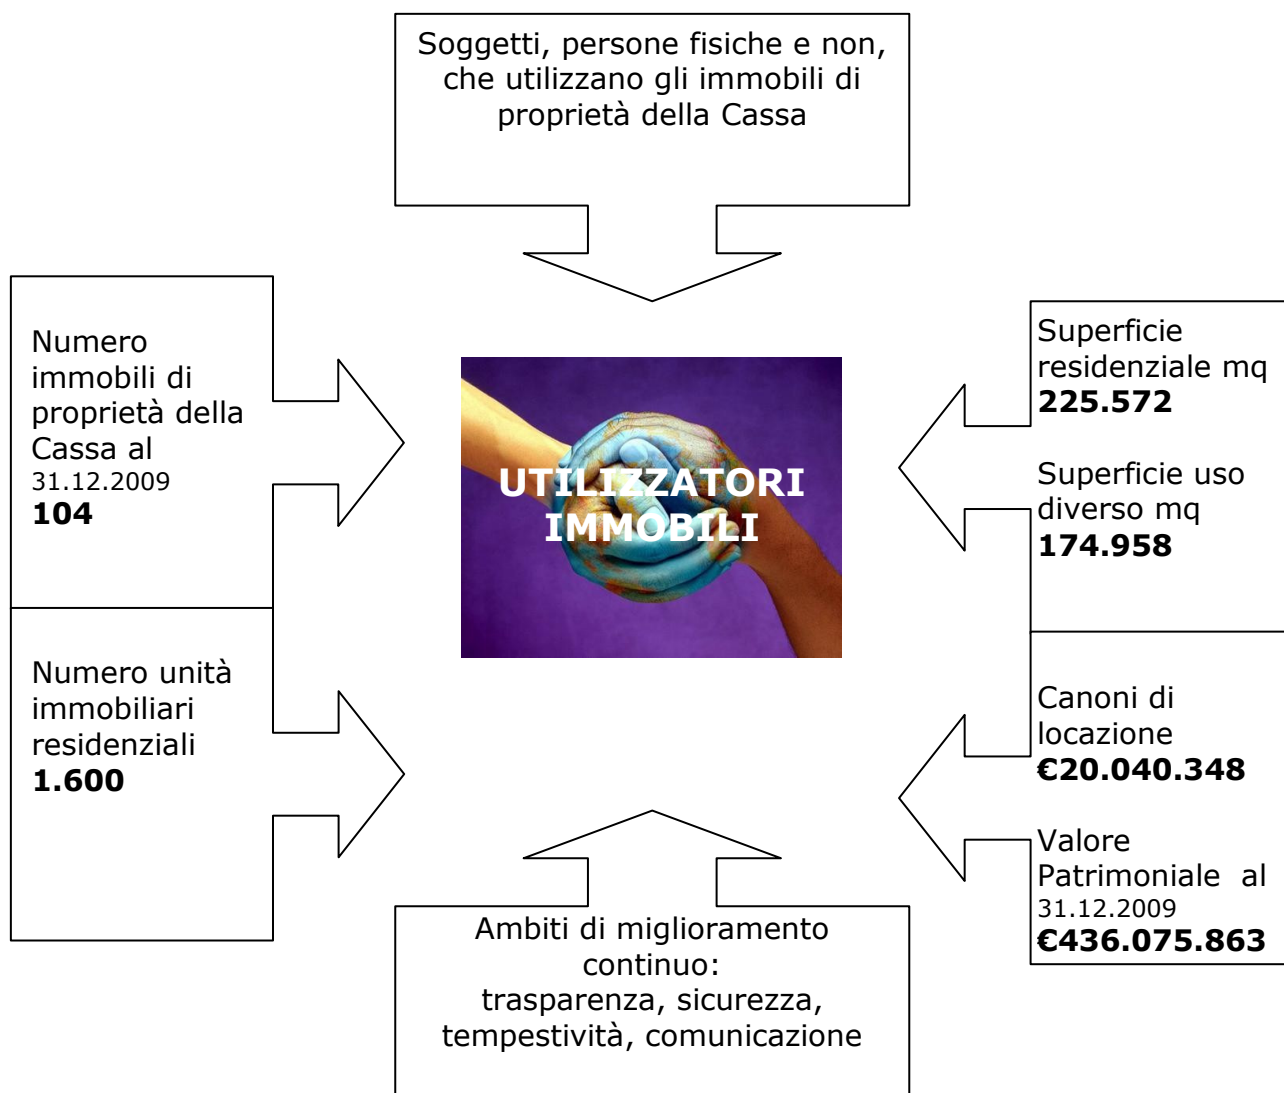 Soggetti, persone fisiche e non,
che utilizzano gli immobili di
proprietà della Cassa
Numero
immobili di
proprietà della
Cassa al
31.12.2009
104
Superficie
residenziale mq
225.572
Superficie uso
diverso mq
174.958
UTILIZZATORI
IMMOBILI
Numero unità
immobiliari
residenziali
1.600
Canoni di
locazione
€20.040.348
Valore
Patrimoniale al
31.12.2009
€436.075.863
Ambiti di miglioramento
continuo:
trasparenza, sicurezza,
tempestività, comunicazione